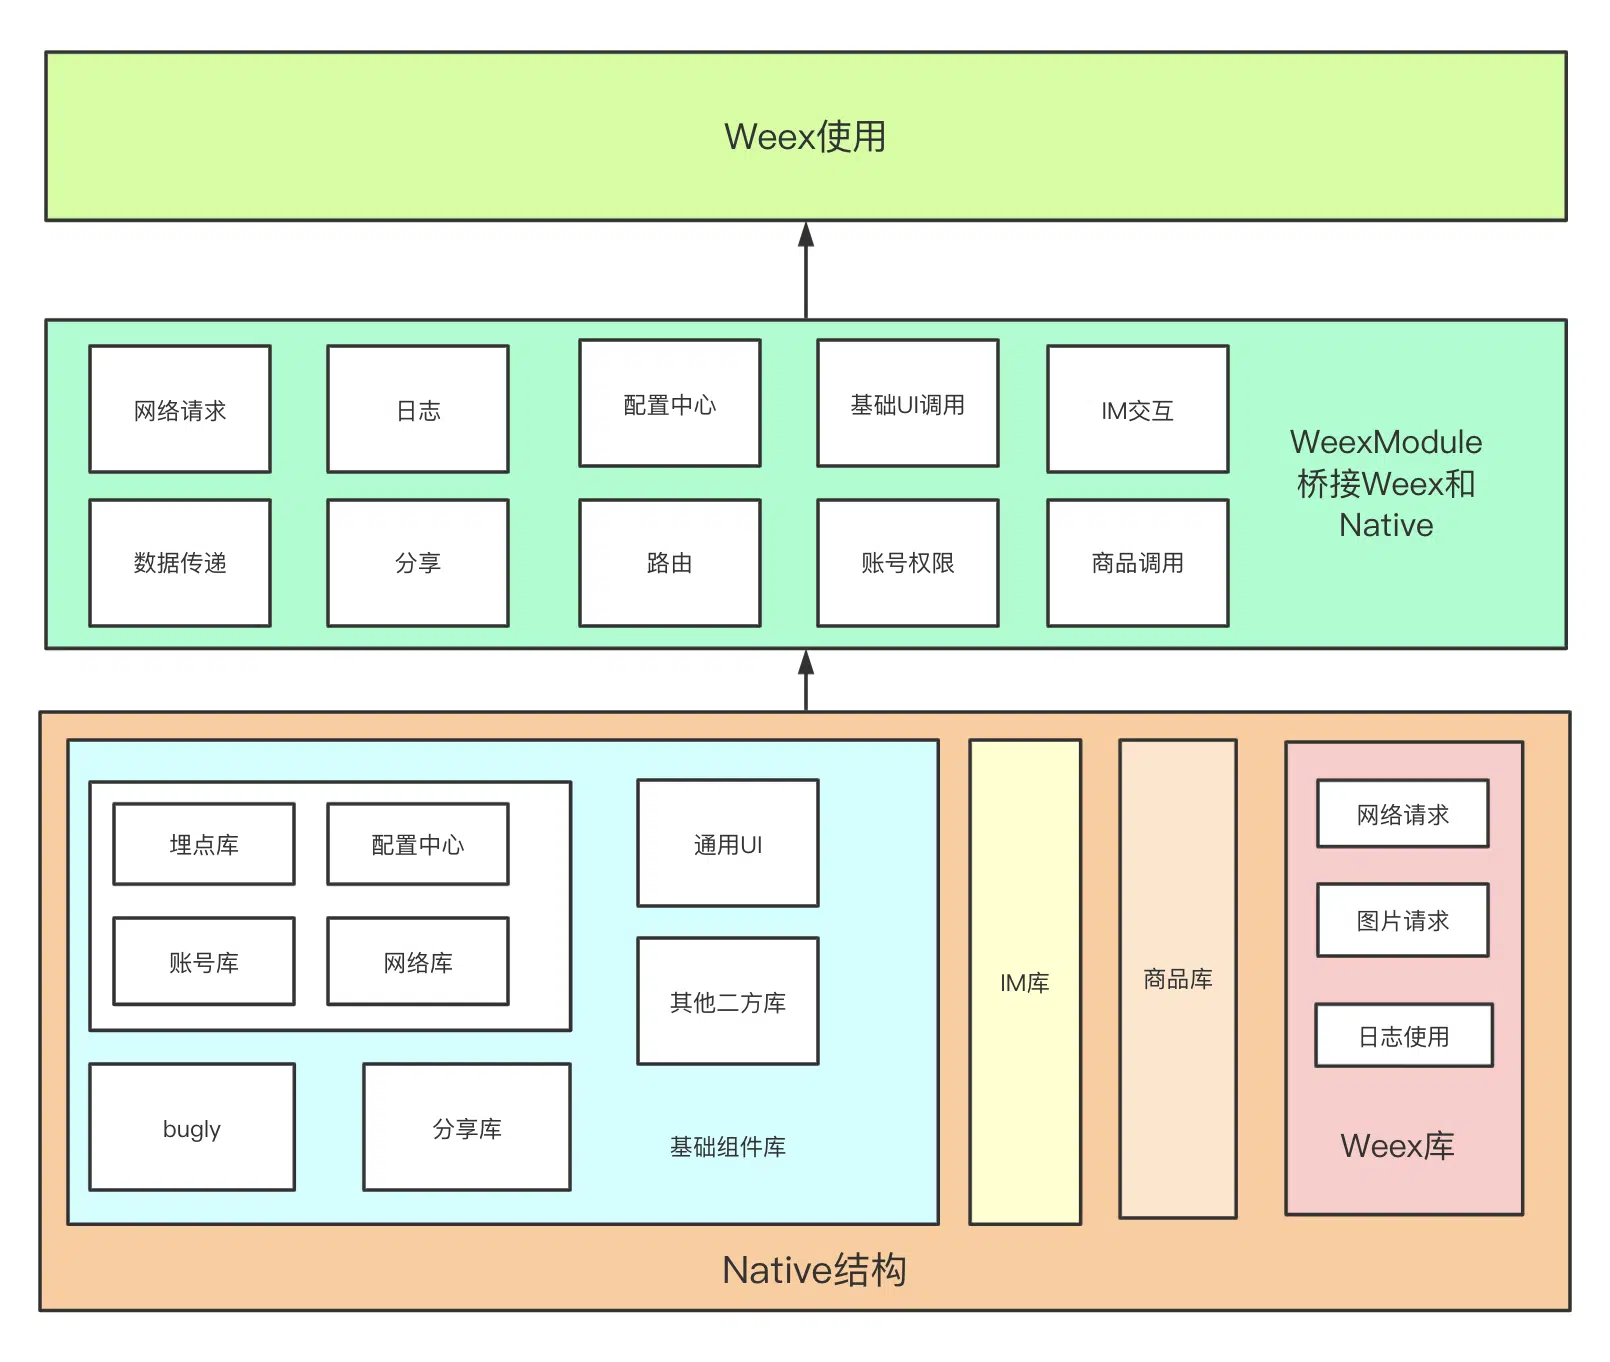 Weex使用
网络请求
日志
配置中心
基础UI调用
IM交互
数据传递
分享
路由
账号权限
商品调用
WeexModule
桥接Weex和
Native
埋点库
配置中心
账号库
网络库
通用UI
其他二方库
bugly
分享库
基础组件库
IM库
商品库
网络请求
图片请求
日志使用
Weex库
Native结构